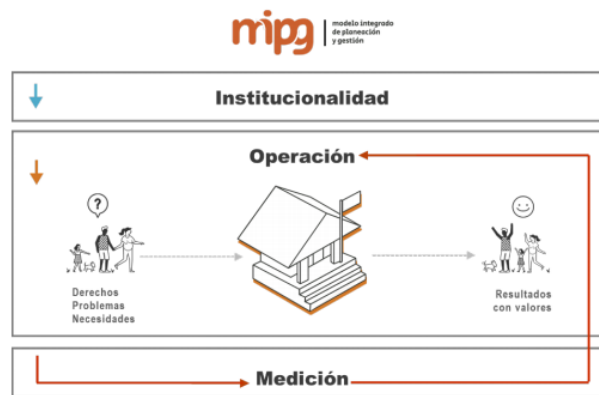 mipg
modelo integrado
de planeación
y gestión
Institucionalidad
Operación
?
Derechos
Problemas
Necesidades
Resultados
con valores
Medición